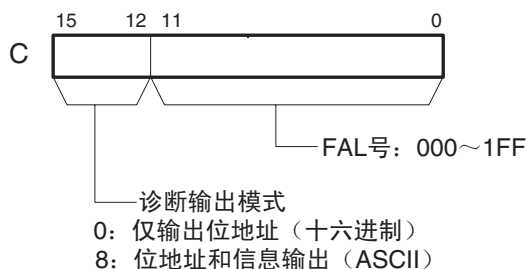 15 12 11 0
C
FAL号：000～1FF
诊断输出模式
0：仅输出位地址（十六进制）
8：位地址和信息输出（ASCII）